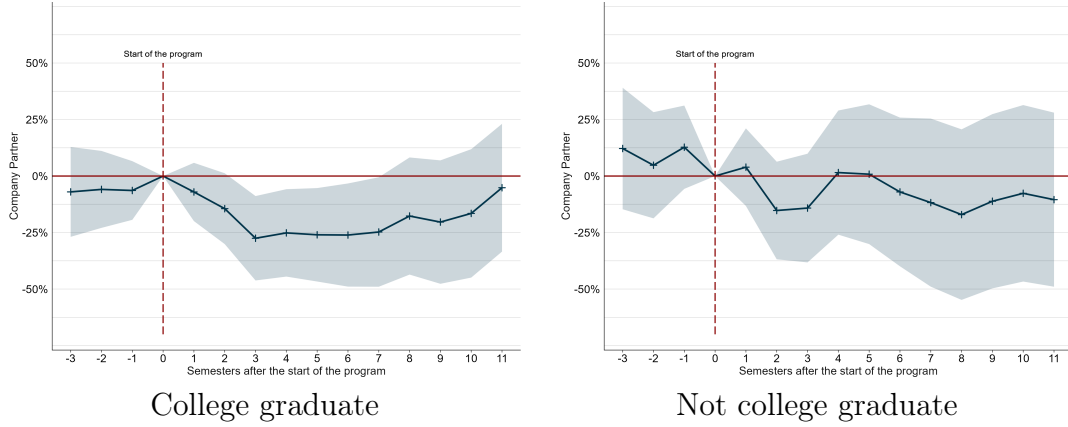 Start of the program
50%
25%
0%
-25%
-50%
Company Partner
-3 -2 -1 0 1 2 3 4 5 6 7 8 9 10 11
Semesters after the start of the program
College graduate
Start of the program
50%
25%
0%
-25%
-50%
Company Partner
-3 -2 -1 0 1 2 3 4 5 6 7 8 9 10 11
Semesters after the start of the program
Not college graduate